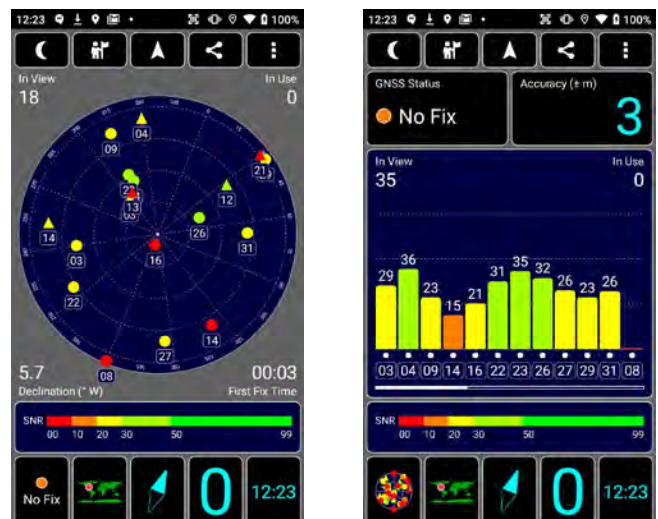 12:23 100%
In View In Use
18 0
04
09
21
22
13
12
26
14
03
31
16
22
14
27
08
5.7 00:03
Declination (° W) First Fix Time
SNR
00 10 20 30 50 99
No Fix 0 12:23
12:23 100%
GNSS Status Accuracy (± m)
No Fix 3
In View In Use
35 0
29 36 23 15 21 31 35 32 26 23 26
03 04 09 14 16 22 23 26 27 29 31 08
SNR
00 10 20 30 50 99
0 12:23